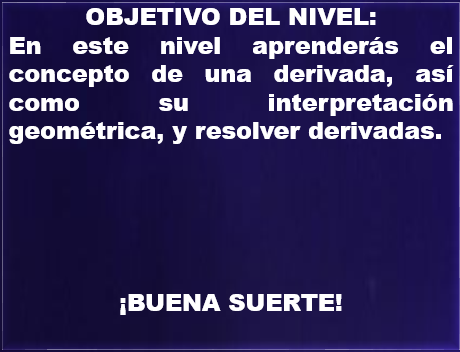 OBJETIVO DEL NIVEL:
En este nivel aprenderás el
concepto de una derivada, así
como su interpretación
geométrica, y resolver derivadas.
¡BUENA SUERTE!